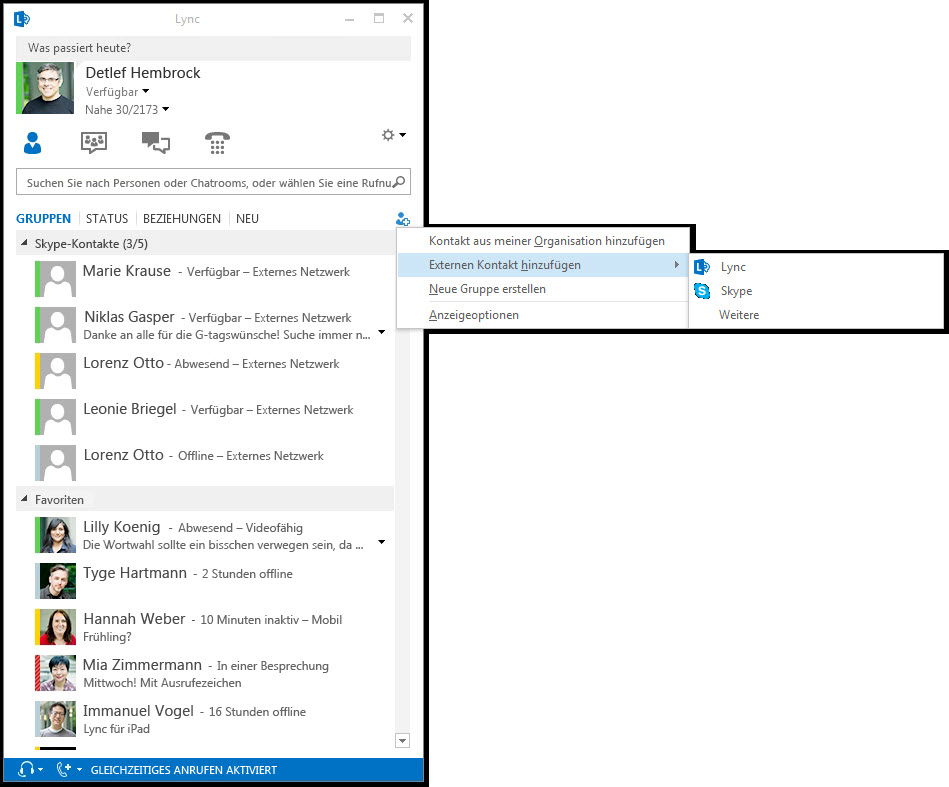 Lync
Was passiert heute?
Detlef Hembrock
Verfügbar
Nahe 30/2173
Suchen Sie nach Personen oder Chatrooms, oder wählen Sie eine Rufnu
GRUPPEN STATUS BEZIEHUNGEN NEU
Skype-Kontakte (3/5)
Marie Krause - Verfügbar – Externes Netzwerk
Niklas Gasper - Verfügbar – Externes Netzwerk
Danke an alle für die G-tagswünsche! Suche immer n...
Lorenz Otto - Abwesend – Externes Netzwerk
Leonie Briegel - Verfügbar – Externes Netzwerk
Lorenz Otto - Offline – Externes Netzwerk
Favoriten
Lilly Koenig - Abwesend – Videofähig
Die Wortwahl sollte ein bisschen verwegen sein, da ...
Tyge Hartmann - 2 Stunden offline
Hannah Weber - 10 Minuten inaktiv – Mobil
Frühling?
Mia Zimmermann - In einer Besprechung
Mittwoch! Mit Ausrufezeichen
Immanuel Vogel - 16 Stunden offline
Lync für iPad
GLEICHZEITIGES ANRUFEN AKTIVIERT
Kontakt aus meiner Organisation hinzufügen
Externen Kontakt hinzufügen
Neue Gruppe erstellen
Anzeigeoptionen
Lync
Skype
Weitere